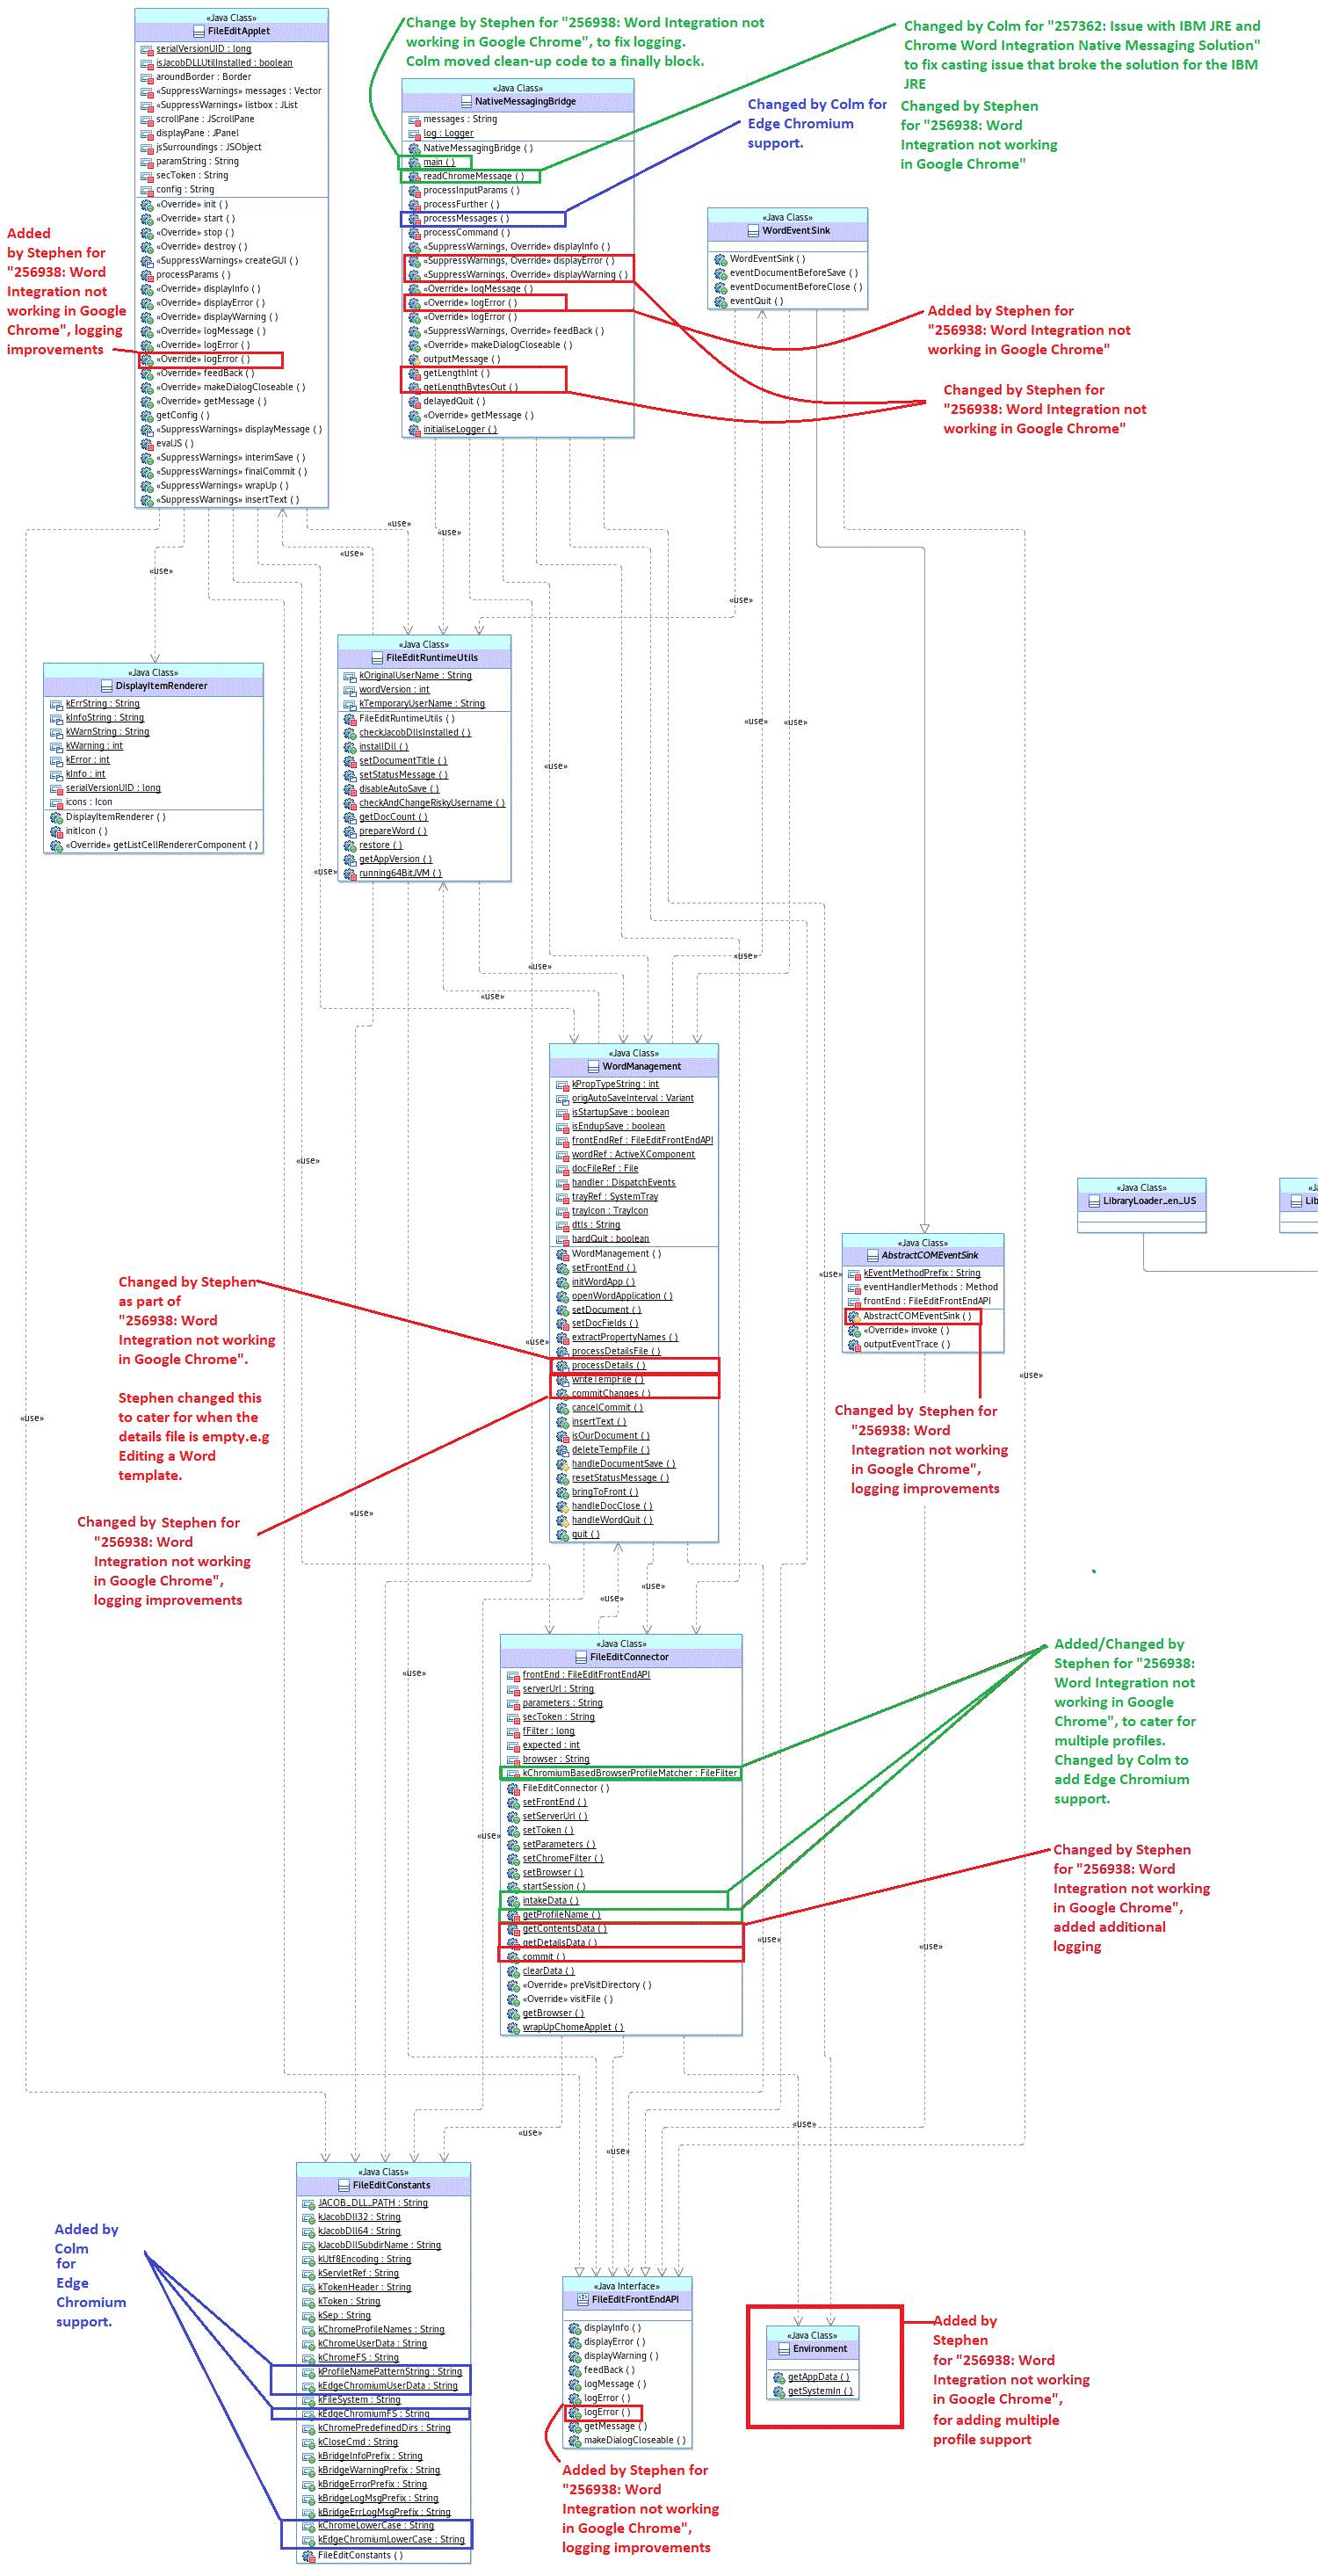 «Java Class»
FileEditApplet
serialVersionUID : long
isJacobDLLUtilInstalled : boolean
aroundBorder : Border
«SuppressWarnings» messages : Vector
«SuppressWarnings» listbox : JList
scrollPane : JScrollPane
displayPane : JPanel
jsSurroundings : JSObject
paramString : String
secToken : String
config : String
«Override» init ( )
«Override» start ( )
«Override» stop ( )
«Override» destroy ( )
«SuppressWarnings» createGUI ( )
processParams ( )
«Override» displayInfo ( )
«Override» displayError ( )
«Override» displayWarning ( )
«Override» logMessage ( )
«Override» logError ( )
«Override» logError ( )
«Override» feedBack ( )
«Override» makeDialogCloseable ( )
«Override» getMessage ( )
getConfig ( )
«SuppressWarnings» displayMessage ( )
evalJS ( )
«SuppressWarnings» interimSave ( )
«SuppressWarnings» finalCommit ( )
«SuppressWarnings» wrapUp ( )
«SuppressWarnings» insertText ( )
Added
by Stephen for
"256938: Word
Integration not
working in Google
Chrome", logging
improvements
Change by Stephen for "256938: Word Integration not
working in Google Chrome", to fix logging.
Colm moved clean-up code to a finally block.
«Java Class»
NativeMessagingBridge
messages : String
log : Logger
NativeMessagingBridge ( )
main ( )
readChromeMessage ( )
processInputParams ( )
processFurther ( )
processMessages ( )
processCommand ( )
«SuppressWarnings, Override» displayInfo ( )
«SuppressWarnings, Override» displayError ( )
«SuppressWarnings, Override» displayWarning ( )
«Override» logMessage ( )
«Override» logError ( )
«Override» logError ( )
«SuppressWarnings, Override» feedBack ( )
«Override» makeDialogCloseable ( )
outputMessage ( )
getLengthInt ( )
getLengthBytesOut ( )
delayedQuit ( )
«Override» getMessage ( )
initialiseLogger ( )
Changed by Colm for
Edge Chromium
support.
Changed by Colm for "257362: Issue with IBM JRE and
Chrome Word Integration Native Messaging Solution"
to fix casting issue that broke the solution for the IBM
JRE
Changed by Stephen
for "256938: Word
Integration not working
in Google Chrome"
«Java Class»
WordEventSink
WordEventSink ( )
eventDocumentBeforeSave ( )
eventDocumentBeforeClose ( )
eventQuit ( )
Added by Stephen for
"256938: Word Integration not
working in Google Chrome"
Changed by Stephen for
"256938: Word Integration not
working in Google Chrome"
«use»
«use»
«use»
«use»
«use»
«Java Class»
DisplayItemRenderer
kErrString : String
kInfoString : String
kWarnString : String
kWarning : int
kError : int
kInfo : int
serialVersionUID : long
icons : Icon
DisplayItemRenderer ( )
initIcon ( )
«Override» getListCellRendererComponent ( )
«Java Class»
FileEditRuntimeUtils
kOriginalUserName : String
wordVersion : int
kTemporaryUserName : String
FileEditRuntimeUtils ( )
checkJacobDllsInstalled ( )
installDll ( )
setDocumentTitle ( )
setStatusMessage ( )
disableAutoSave ( )
checkAndChangeRiskyUsername ( )
getDocCount ( )
prepareWord ( )
restore ( )
getAppVersion ( )
running64BitJVM ( )
«use»
«use»
«use»
«use»
«use»
«use»
«use»
«Java Class»
WordManagement
kPropTypeString : int
origAutoSaveInterval : Variant
isStartupSave : boolean
isEndupSave : boolean
frontEndRef : FileEditFrontEndAPI
wordRef : ActiveXComponent
docFileRef : File
handler : DispatchEvents
trayRef : SystemTray
trayIcon : TrayIcon
dtls : String
hardQuit : boolean
WordManagement ( )
setFrontEnd ( )
initWordApp ( )
openWordApplication ( )
setDocument ( )
setDocFields ( )
extractPropertyNames ( )
processDetailsFile ( )
processDetails ( )
writeTempFile ( )
commitChanges ( )
cancelCommit ( )
insertText ( )
isOurDocument ( )
deleteTempFile ( )
handleDocumentSave ( )
resetStatusMessage ( )
bringToFront ( )
handleDocClose ( )
handleWordQuit ( )
quit ( )
«use»
«use»
«use»
«use»
«use»
«use»
Changed by Stephen
as part of
"256938: Word
Integration not working
in Google Chrome".
Stephen changed this
to cater for when the
details file is empty.e.g
Editing a Word
template.
Changed by Stephen for
"256938: Word
Integration not working
in Google Chrome",
logging improvements
«Java Class»
LibraryLoader_en_US
«Ja
Lib
«Java Class»
AbstractCOMEventSink
kEventMethodPrefix : String
eventHandlerMethods : Method
frontEnd : FileEditFrontEndAPI
AbstractCOMEventSink ( )
«Override» invoke ( )
outputEventTrace ( )
Changed by Stephen for
"256938: Word
Integration not working
in Google Chrome",
logging improvements
«use»
«use»
«Java Class»
FileEditConnector
frontEnd : FileEditFrontEndAPI
serverUrl : String
parameters : String
secToken : String
fFilter : long
expected : int
browser : String
kChromiumBasedBrowserProfileMatcher : FileFilter
FileEditConnector ( )
setFrontEnd ( )
setServerUrl ( )
setToken ( )
setParameters ( )
setChromeFilter ( )
setBrowser ( )
startSession ( )
intakeData ( )
getProfileName ( )
getContentsData ( )
getDetailsData ( )
commit ( )
clearData ( )
«Override» preVisitDirectory ( )
«Override» visitFile ( )
getBrowser ( )
wrapUpChomeApplet ( )
Added/Changed by
Stephen for "256938:
Word Integration not
working in Google
Chrome", to cater for
multiple profiles.
Changed by Colm to
add Edge Chromium
support.
Changed by Stephen
for "256938: Word
Integration not working
in Google Chrome",
added additional
logging
«use»
«use»
«use»
«use»
«use»
«use»
«use»
«Java Class»
FileEditConstants
JACOB_DLL_PATH : String
kJacobDll32 : String
kJacobDll64 : String
kJacobDllSubdirName : String
kUtf8Encoding : String
kServletRef : String
kTokenHeader : String
kToken : String
kSep : String
kChromeProfileNames : String
kChromeUserData : String
kChromeFS : String
kProfileNamePatternString : String
kEdgeChromiumUserData : String
kFileSystem : String
kEdgeChromiumFS : String
kChromePredefinedDirs : String
kCloseCmd : String
kBridgeInfoPrefix : String
kBridgeWarningPrefix : String
kBridgeErrorPrefix : String
kBridgeLogMsgPrefix : String
kBridgeErrLogMsgPrefix : String
kChromeLowerCase : String
kEdgeChromiumLowerCase : String
FileEditConstants ( )
Added by
Colm
for
Edge
Chromium
support.
«Java Interface»
FileEditFrontEndAPI
displayInfo ( )
displayError ( )
displayWarning ( )
feedBack ( )
logMessage ( )
logError ( )
logError ( )
getMessage ( )
makeDialogCloseable ( )
Added by Stephen for
"256938: Word
Integration not working
in Google Chrome",
logging improvements
«Java Class»
Environment
getAppData ( )
getSystemIn ( )
Added by
Stephen
for "256938: Word
Integration not working
in Google Chrome",
for adding multiple
profile support